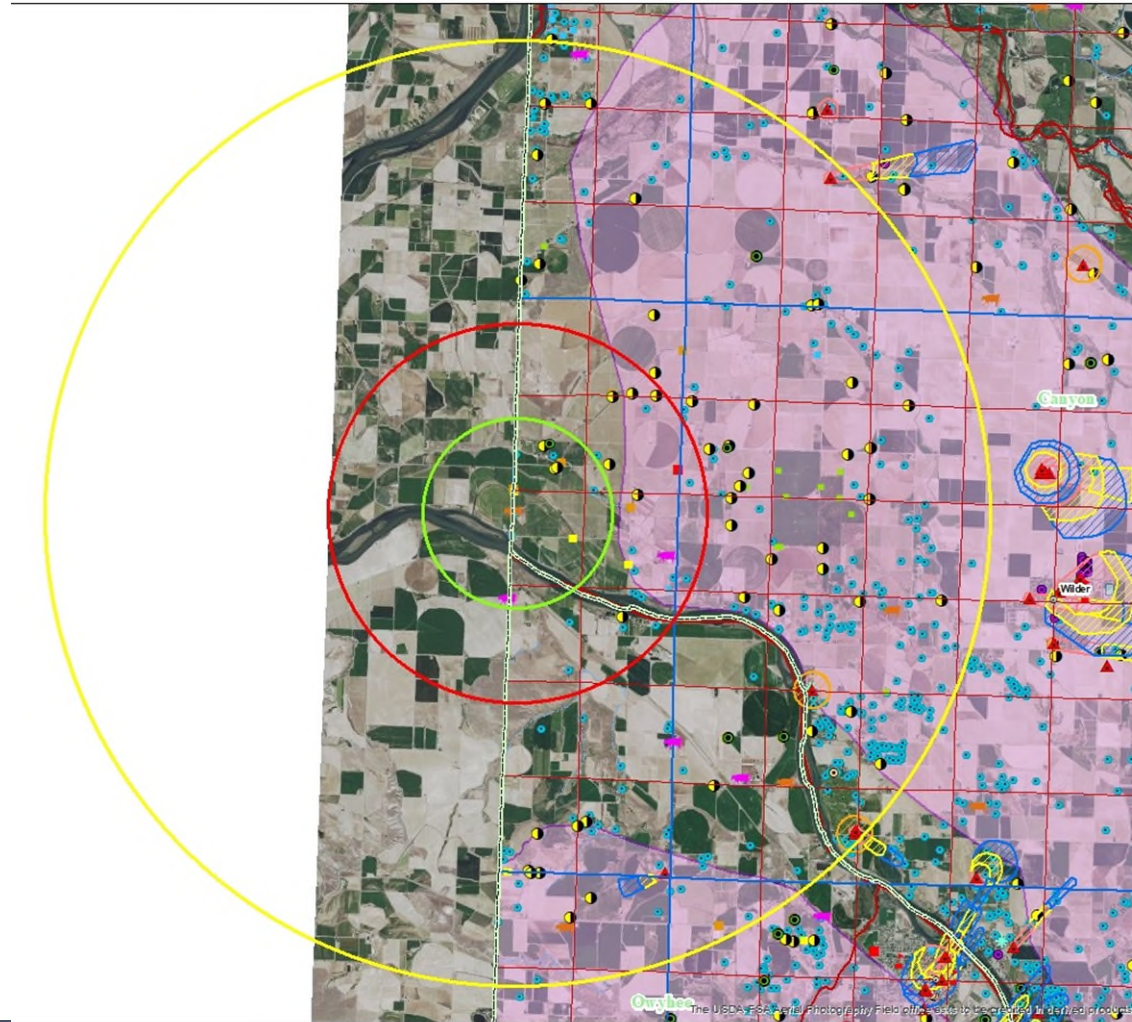 Canyon
Wilder
Owyhee
The USDA, FSA Aerial Photography Field office asks to be credited in derived products